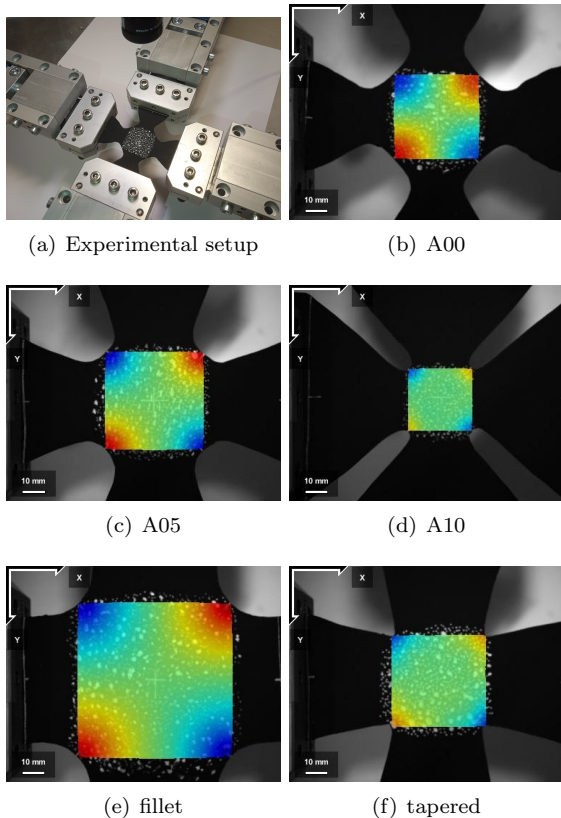 X
Y
10 mm
(a) Experimental setup
(b) A00
X
Y
10 mm
X
Y
10 mm
(c) A05
(d) A10
X
Y
10 mm
X
Y
10 mm
(e) fillet
(f) tapered